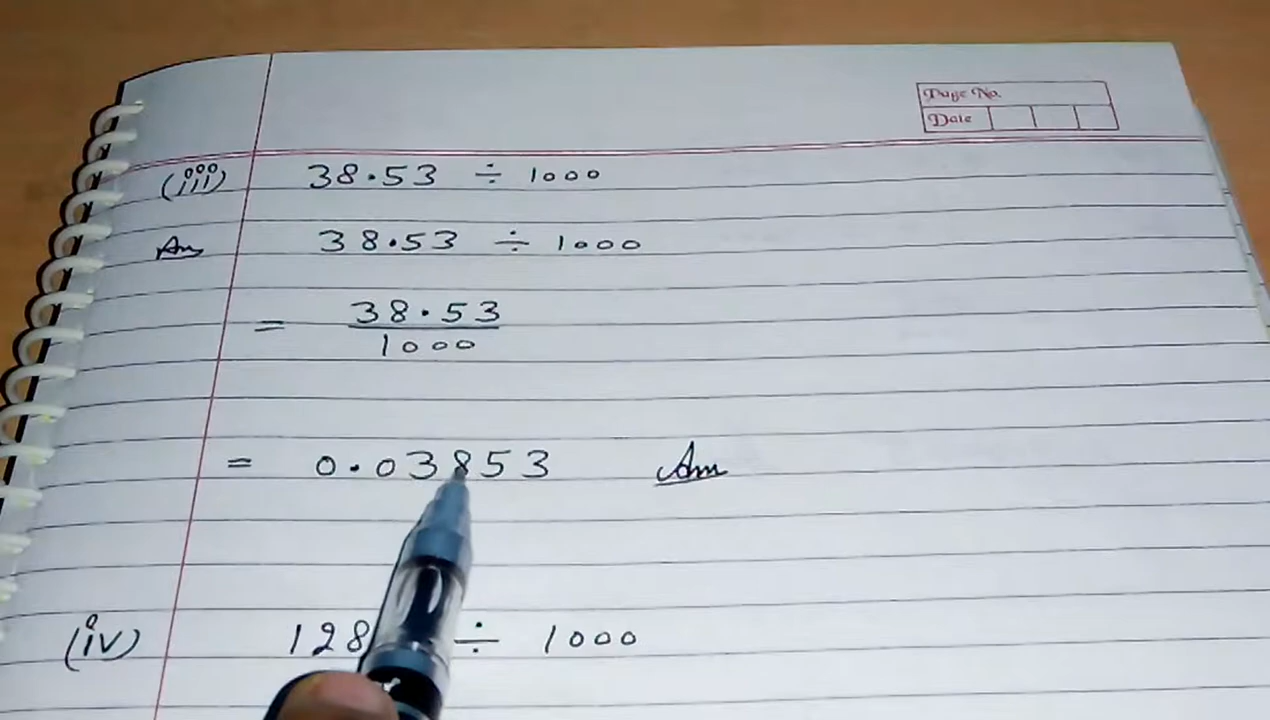 Page No.
Date
(iii) 38.53 ÷ 1000
Ans 38.53 ÷ 1000
= 38.53
1000
= 0.03853 Ans
(iv) 128 ÷ 1000